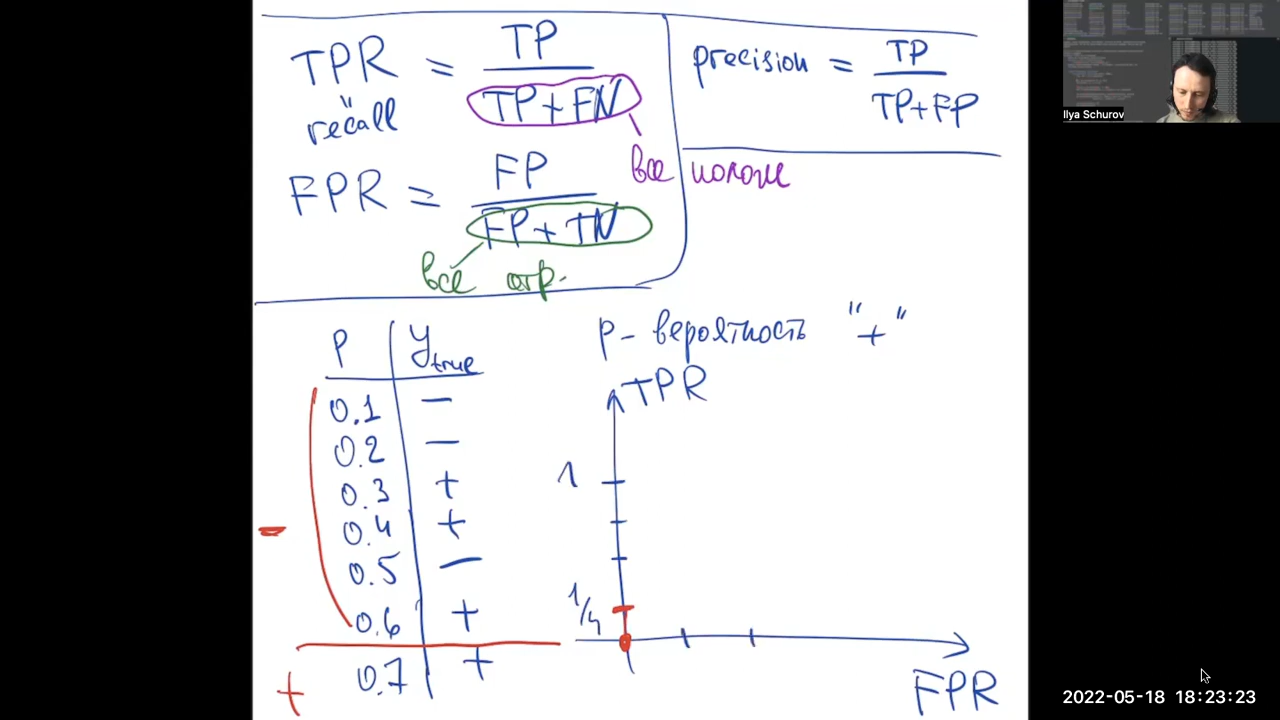 TPR = TP / TP + FN
"
recall
precision = TP / TP+FP
все полож
FPR = FP / FP + TN
все отр.
P y true
p - вероятность "+"
0.1 −
0.2 −
0.3 +
0.4 +
0.5 −
0.6 +
0.7 +
−
+
TPR
1
1/4
FPR
Ilya Schurov
2022-05-18 18:23:23